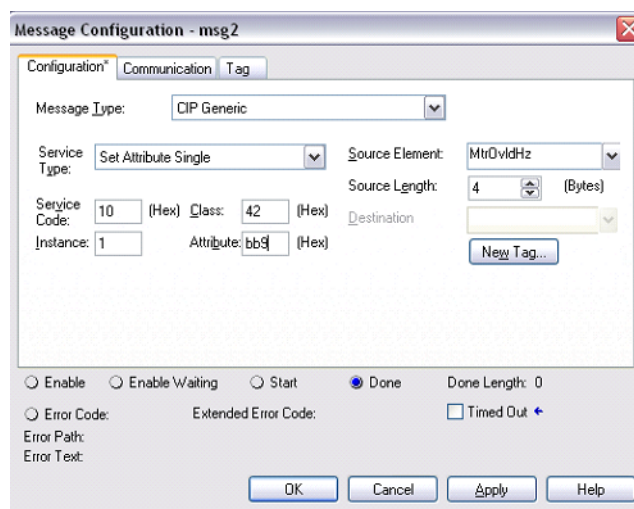 Message Configuration - msg2
Configuration* Communication Tag
Message Type: CIP Generic
Service Type: Set Attribute Single
Source Element: MtrOvldHz
Source Length: 4 (Bytes)
Service Code: 10 (Hex) Class: 42 (Hex)
Destination
Instance: 1 Attribute: bb9 (Hex)
New Tag...
Enable Enable Waiting Start Done Done Length: 0
Error Code: Extended Error Code: Timed Out
Error Path:
Error Text:
OK Cancel Apply Help